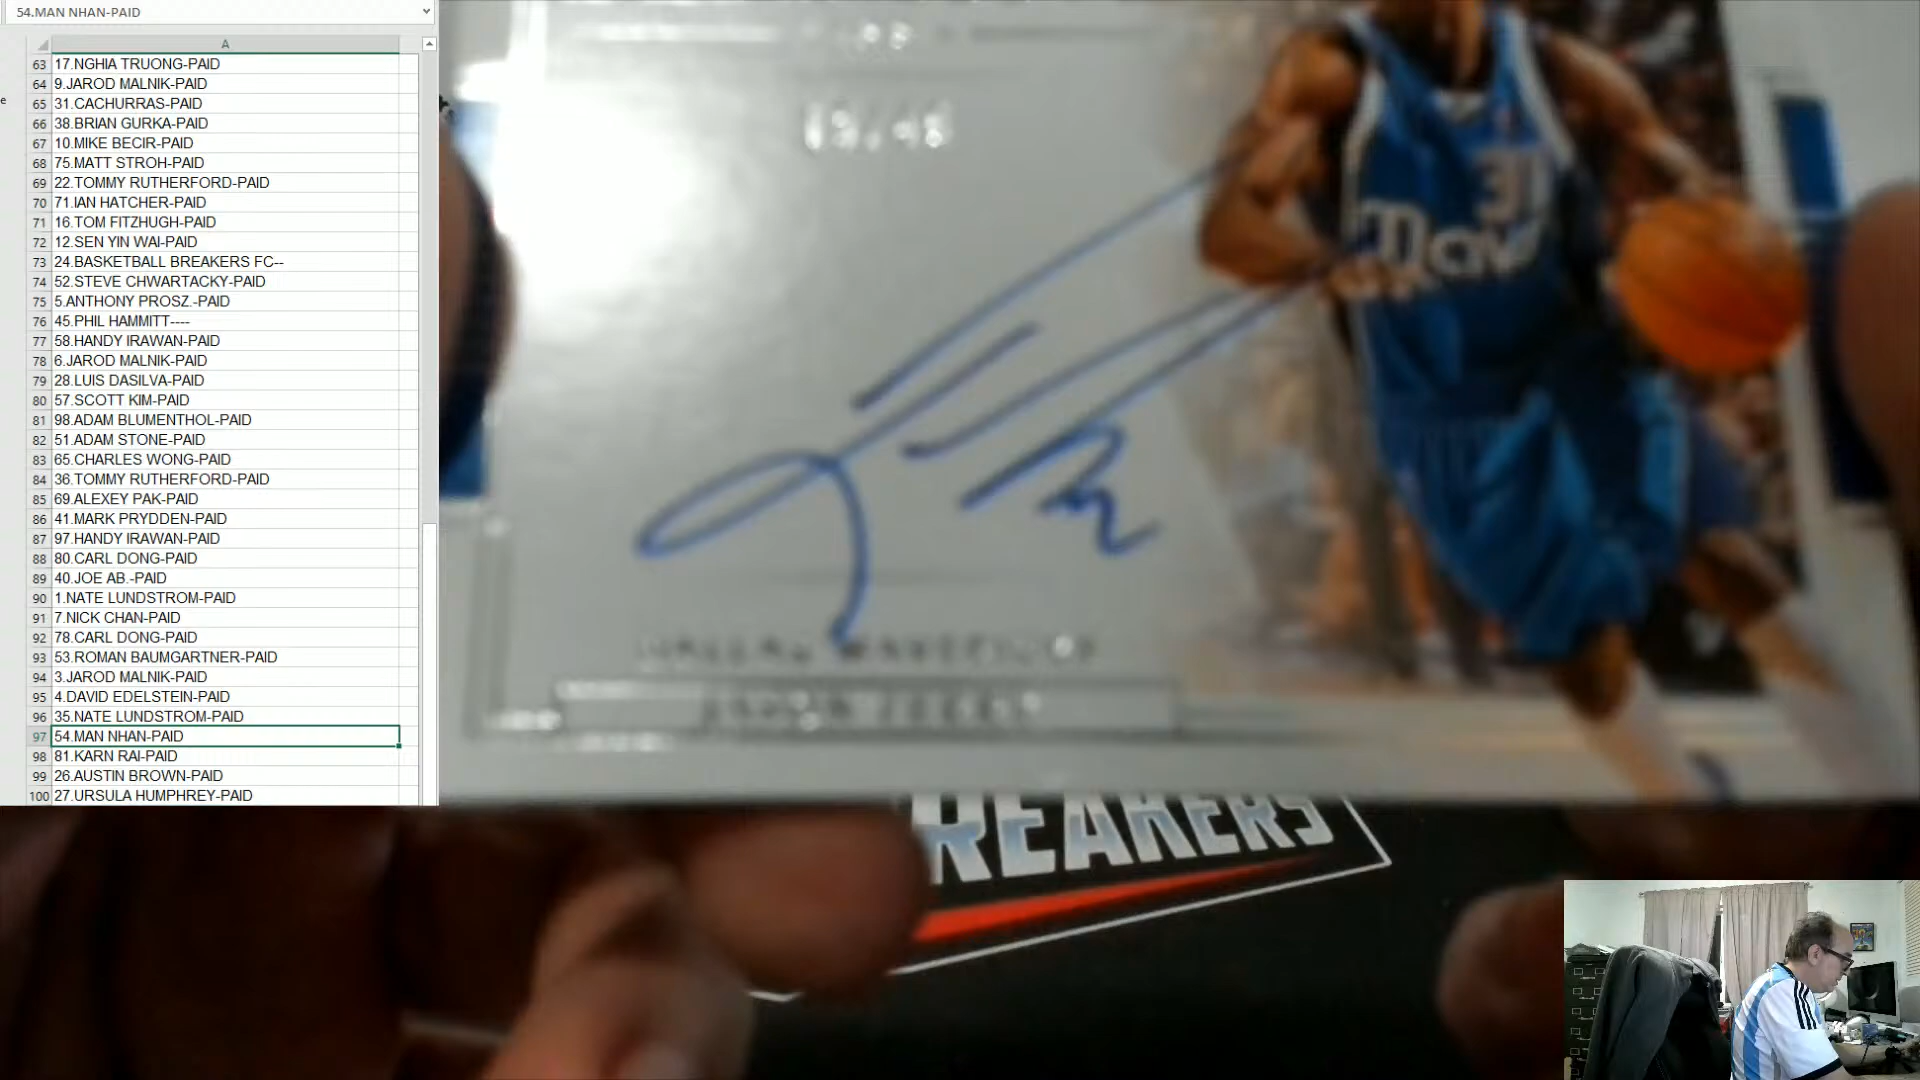 54.MAN NHAN-PAID
A
63 17.NGHIA TRUONG-PAID
64 9.JAROD MALNIK-PAID
65 31.CACHURRAS-PAID
66 38.BRIAN GURKA-PAID
67 10.MIKE BECIR-PAID
68 75.MATT STROH-PAID
69 22.TOMMY RUTHERFORD-PAID
70 71.IAN HATCHER-PAID
71 16.TOM FITZHUGH-PAID
72 12.SEN YIN WAI-PAID
73 24.BASKETBALL BREAKERS FC--
74 52.STEVE CHWARTACKY-PAID
75 5.ANTHONY PROSZ.-PAID
76 45.PHIL HAMMITT----
77 58.HANDY IRAWAN-PAID
78 6.JAROD MALNIK-PAID
79 28.LUIS DASILVA-PAID
80 57.SCOTT KIM-PAID
81 98.ADAM BLUMENTHOL-PAID
82 51.ADAM STONE-PAID
83 65.CHARLES WONG-PAID
84 36.TOMMY RUTHERFORD-PAID
85 69.ALEXEY PAK-PAID
86 41.MARK PRYDDEN-PAID
87 97.HANDY IRAWAN-PAID
88 80.CARL DONG-PAID
89 40.JOE AB.-PAID
90 1.NATE LUNDSTROM-PAID
91 7.NICK CHAN-PAID
92 78.CARL DONG-PAID
93 53.ROMAN BAUMGARTNER-PAID
94 3.JAROD MALNIK-PAID
95 4.DAVID EDELSTEIN-PAID
96 35.NATE LUNDSTROM-PAID
97 54.MAN NHAN-PAID
98 81.KARN RAI-PAID
99 26.AUSTIN BROWN-PAID
100 27.URSULA HUMPHREY-PAID
e
31
Mavs
REAKERS